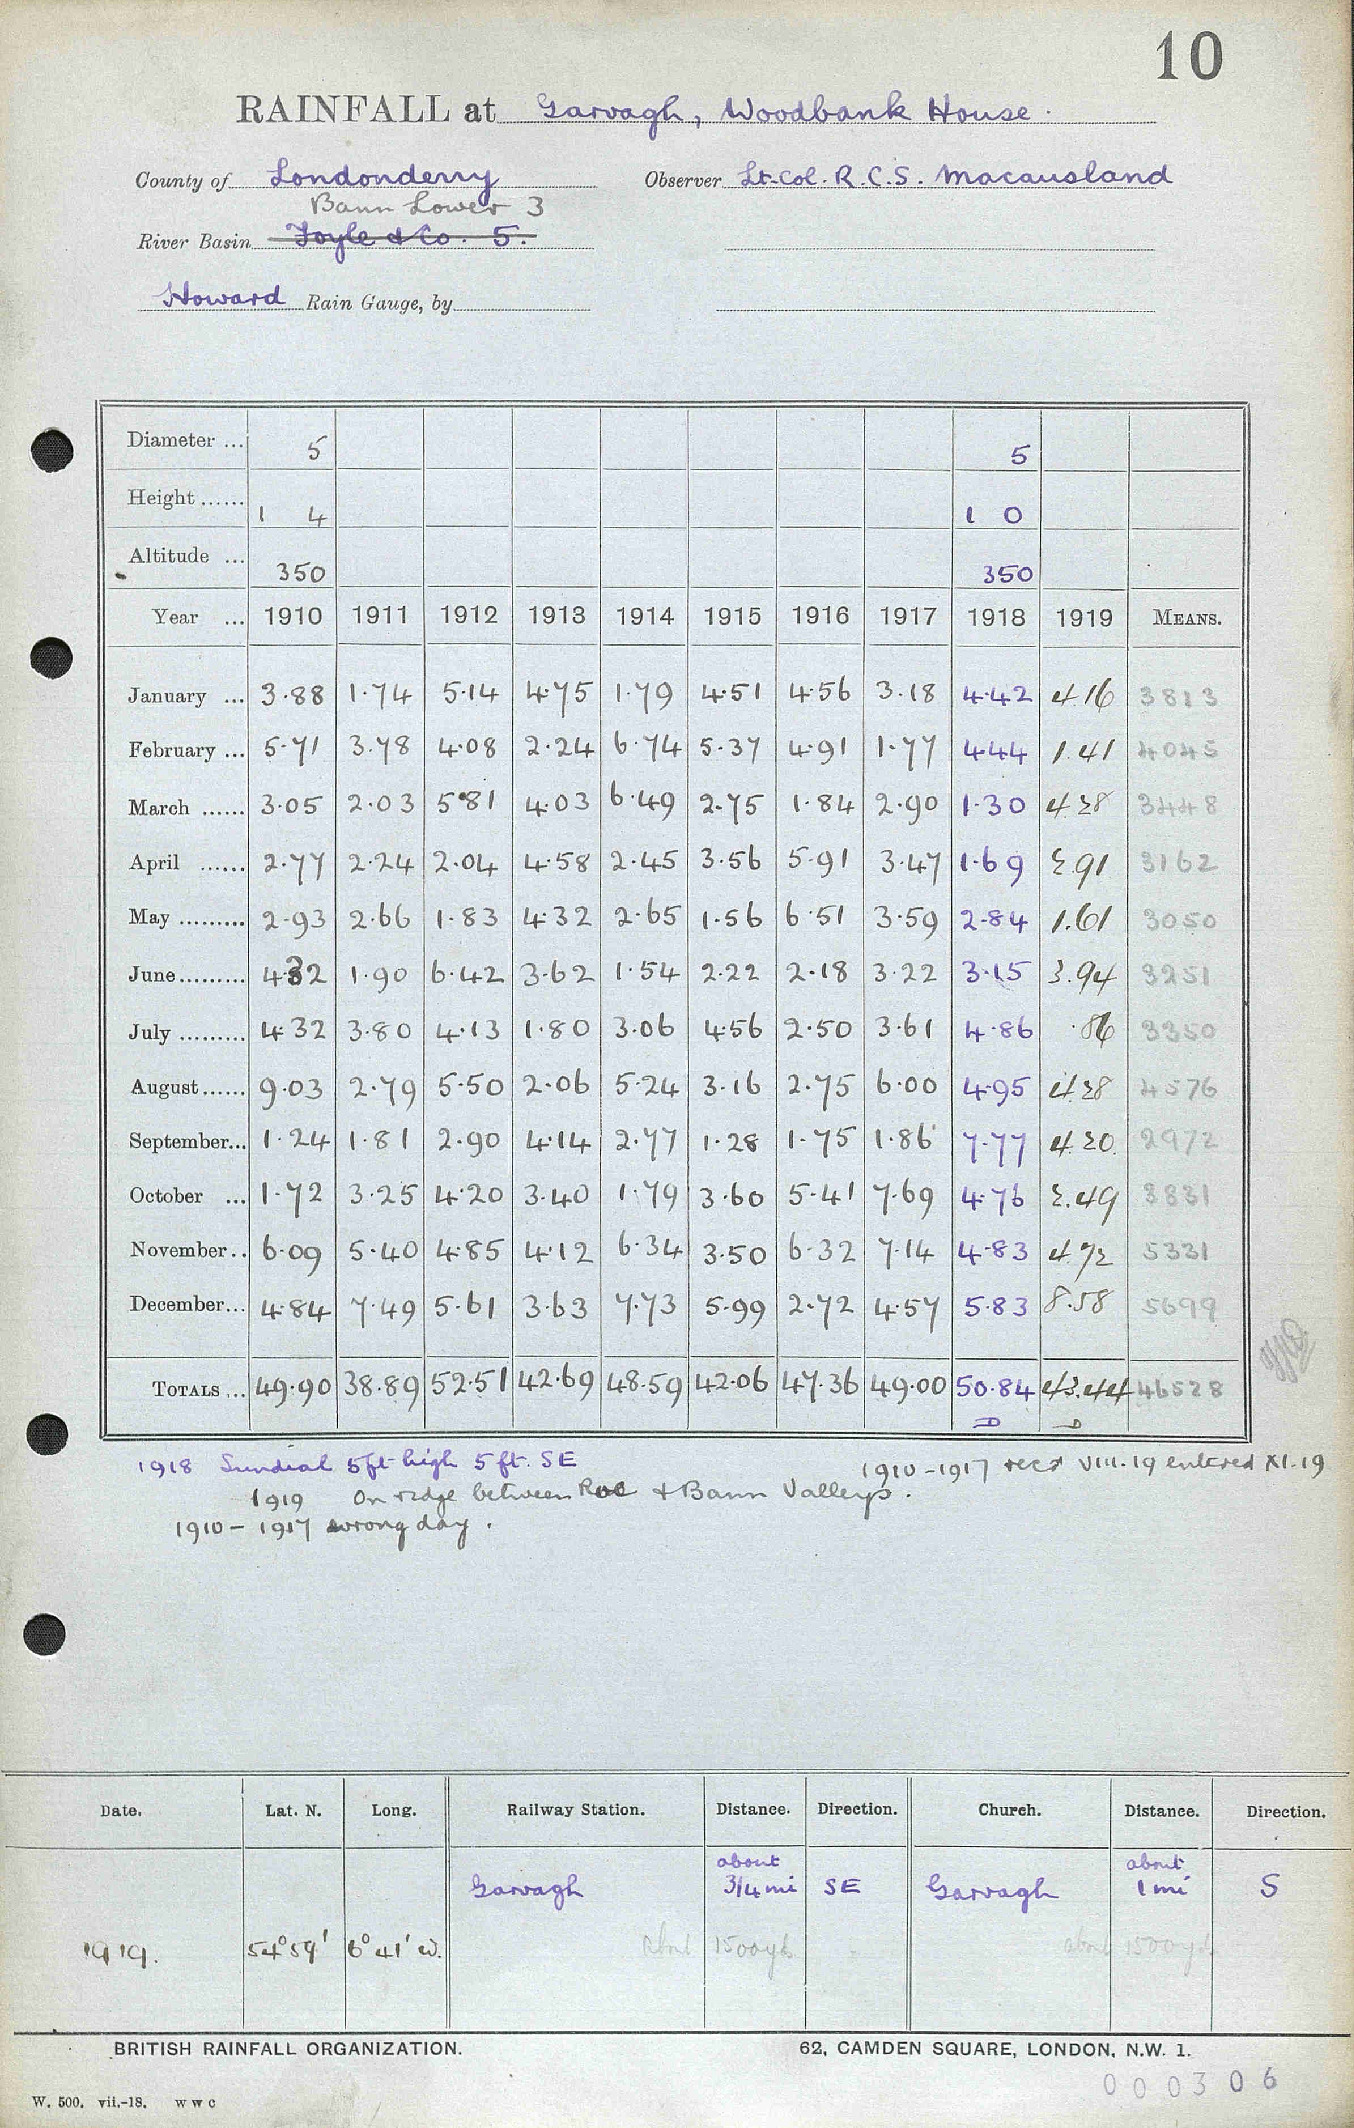 10
RAINFALL at Garvagh, Woodbank House.
County of Londonderry Observer Lt-Col. R.C.S. Macausland
Bann Lower 3
River Basin Foyle & Co. 5.
Howard Rain Gauge, by
Diameter ... 5 5
Height ...... 1 4 1 0
Altitude ... 350 350
Year ... 1910 1911 1912 1913 1914 1915 1916 1917 1918 1919 MEANS.
January ... 3.88 1.74 5.14 4.75 1.79 4.51 4.56 3.18 4.42 4.16 3813
February ... 5.71 3.78 4.08 2.24 6.74 5.37 4.91 1.77 4.44 1.41 4045
March ...... 3.05 2.03 5.81 4.03 6.49 2.75 1.84 2.90 1.30 4.28 3448
April ...... 2.77 2.24 2.04 4.58 2.45 3.56 5.91 3.47 1.69 2.91 3162
May ......... 2.93 2.66 1.83 4.32 2.65 1.56 6.51 3.59 2.84 1.61 3050
June ......... 4.32 1.90 6.42 3.62 1.54 2.22 2.18 3.22 3.15 3.94 3251
July ......... 4.32 3.80 4.13 1.80 3.06 4.56 2.50 3.61 4.86 .86 3350
August ...... 9.03 2.79 5.50 2.06 5.24 3.16 2.75 6.00 4.95 4.28 4576
September... 1.24 1.81 2.90 4.14 2.77 1.28 1.75 1.86 7.77 4.20 2972
October ... 1.72 3.25 4.20 3.40 1.79 3.60 5.41 7.69 4.76 2.49 3831
November .. 6.09 5.40 4.85 4.12 6.34 3.50 6.32 7.14 4.83 4.72 5331
December... 4.84 7.49 5.61 3.63 7.73 5.99 2.72 4.57 5.83 8.58 5699
TOTALS ... 49.90 38.89 52.51 42.69 48.59 42.06 47.36 49.00 50.84 43.44 46528
D D
1918 Sundial 5ft high 5 ft. SE
1910-1917 recd VIII.19 entered XI.19
1919 On ridge between Roe & Bann Valleys.
1910-1917 wrong day.
Date. Lat. N. Long. Railway Station. Distance. Direction. Church. Distance. Direction.
Garvagh about 3/4 mi SE Garvagh about 1 mi S
1919. 54° 59' 6° 41' W. about 1500 yds about 1500 yds
BRITISH RAINFALL ORGANIZATION. 62, CAMDEN SQUARE, LONDON, N.W. 1.
000306
W. 500. vii.-18. W W C